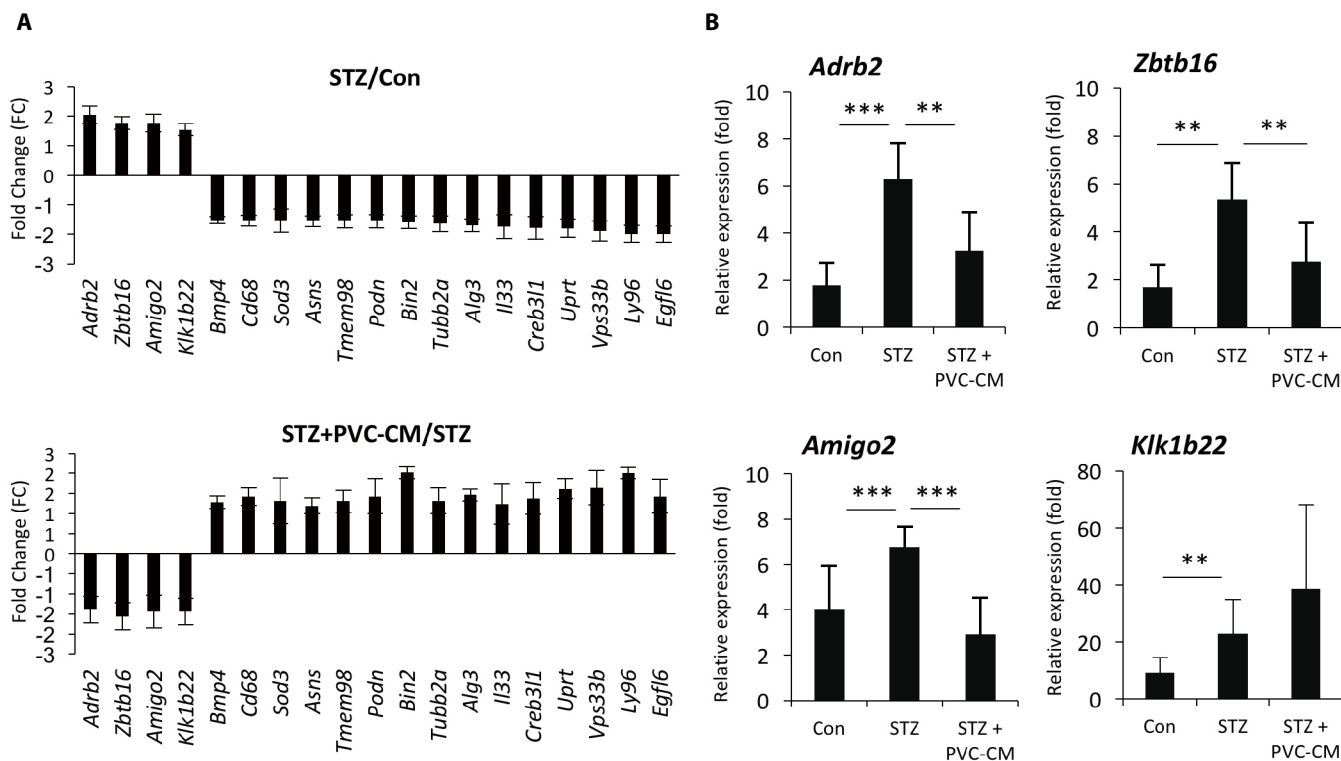 A
STZ/Con
Fold Change (FC)
3
2
1
0
-1
-2
-3
Adrb2
Zbtb16
Amigo2
Klk1b22
Bmp4
Cd68
Sod3
Asns
Tmem98
Podn
Bin2
Tubb2a
Alg3
Il33
Creb3l1
Uprt
Vps33b
Ly96
Egfl6
STZ+PVC-CM/STZ
Fold Change (FC)
3
2
2
1
1
0
-1
-1
-2
-2
-3
Adrb2
Zbtb16
Amigo2
Klk1b22
Bmp4
Cd68
Sod3
Asns
Tmem98
Podn
Bin2
Tubb2a
Alg3
Il33
Creb3l1
Uprt
Vps33b
Ly96
Egfl6
B
Adrb2
Relative expression (fold)
10
8
6
4
2
0
*** **
Con STZ STZ +
PVC-CM
Zbtb16
Relative expression (fold)
10
8
6
4
2
0
** **
Con STZ STZ +
PVC-CM
Amigo2
Relative expression (fold)
10
8
6
4
2
0
*** ***
Con STZ STZ +
PVC-CM
Klk1b22
Relative expression (fold)
80
60
40
20
0
**
Con STZ STZ +
PVC-CM